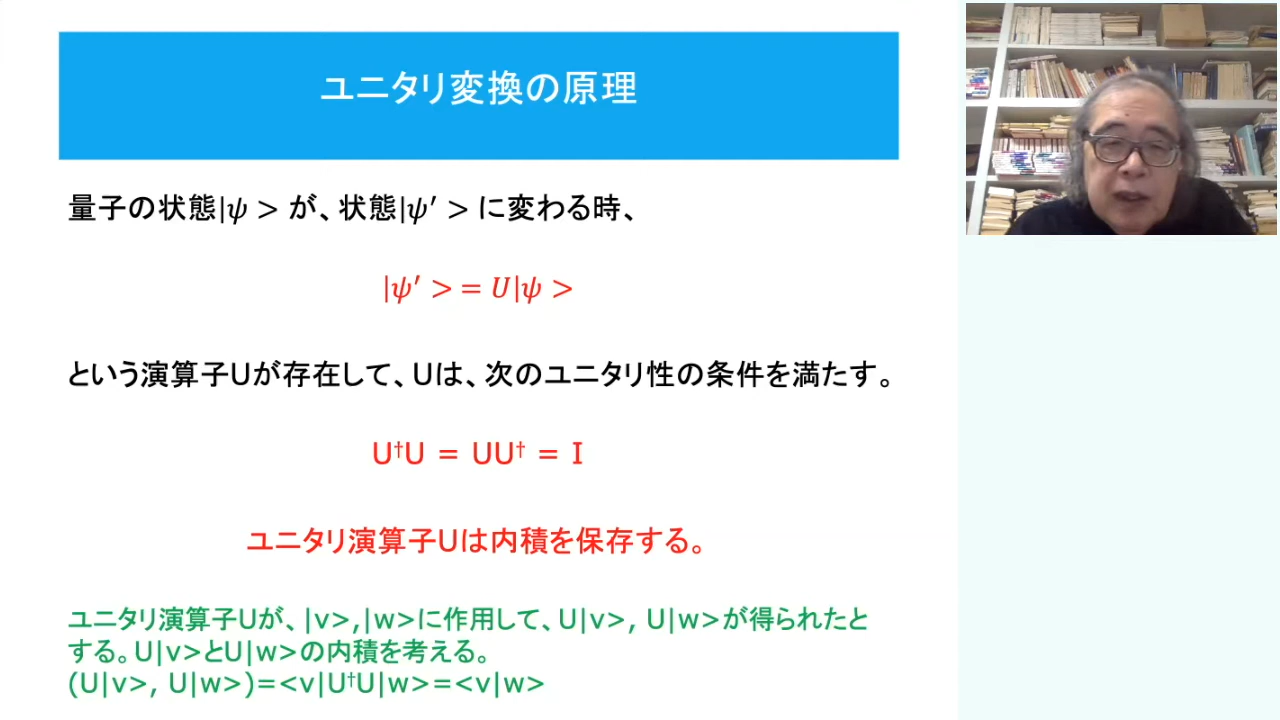 ユニタリ変換の原理
量子の状態|ψ > が、状態|ψ′ > に変わる時、
|ψ′ > = U|ψ >
という演算子Uが存在して、Uは、次のユニタリ性の条件を満たす。
U†U = UU† = I
ユニタリ演算子Uは内積を保存する。
ユニタリ演算子Uが、|v>,|w>に作用して、U|v>, U|w>が得られたと
する。U|v>とU|w>の内積を考える。
(U|v>, U|w>)=<v|U†U|w>=<v|w>